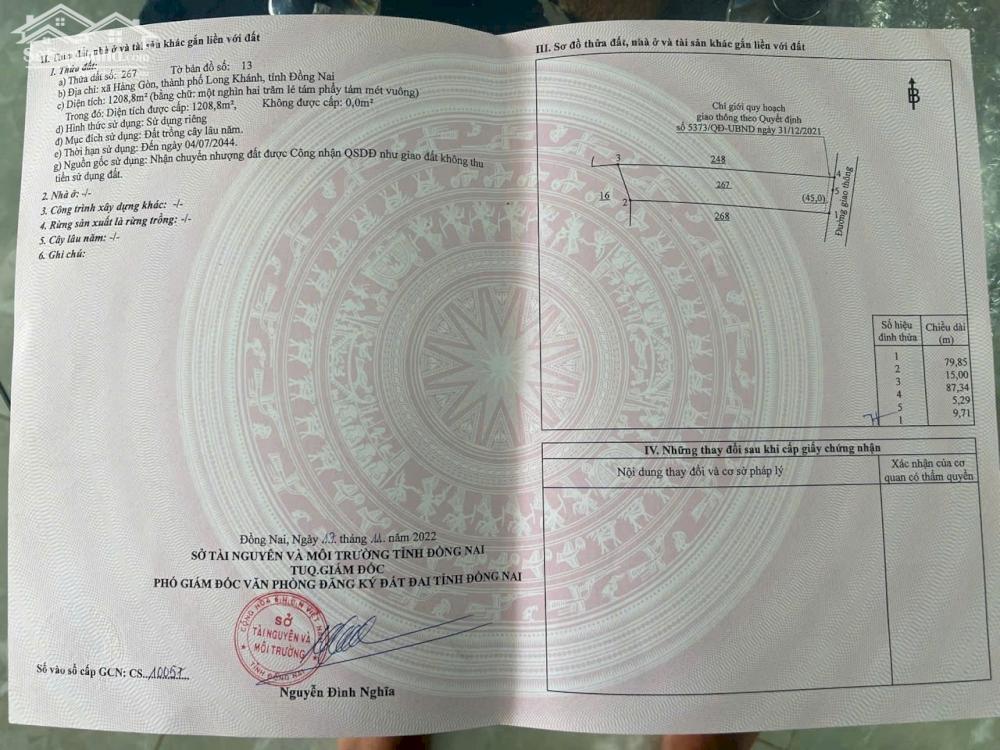 II. Thửa đất, nhà ở và tài sản khác gắn liền với đất
1. Thửa đất:
a) Thửa đất số: 267 Tờ bản đồ số: 13
b) Địa chỉ: xã Hàng Gòn, thành phố Long Khánh, tỉnh Đồng Nai
c) Diện tích: 1208,8m² (bằng chữ: một nghìn hai trăm lẻ tám phẩy tám mét vuông)
Trong đó: Diện tích được cấp: 1208,8m², Không được cấp: 0,0m²
d) Hình thức sử dụng: Sử dụng riêng
đ) Mục đích sử dụng: Đất trồng cây lâu năm.
e) Thời hạn sử dụng: Đến ngày 04/07/2044.
g) Nguồn gốc sử dụng: Nhận chuyển nhượng đất được Công nhận QSDĐ như giao đất không thu
tiền sử dụng đất.
2. Nhà ở: -/-
3. Công trình xây dựng khác: -/-
4. Rừng sản xuất là rừng trồng: -/-
5. Cây lâu năm: -/-
6. Ghi chú:
Đồng Nai, Ngày 17 tháng 11 năm 2022
SỞ TÀI NGUYÊN VÀ MÔI TRƯỜNG TỈNH ĐỒNG NAI
TUQ.GIÁM ĐỐC
PHÓ GIÁM ĐỐC VĂN PHÒNG ĐĂNG KÝ ĐẤT ĐAI TỈNH ĐỒNG NAI
CỘNG HÒA X.H.C.N VIỆT NAM
SỞ
TÀI NGUYÊN VÀ
MÔI TRƯỜNG
TỈNH ĐỒNG NAI
Số vào sổ cấp GCN: CS..10057
Nguyễn Đình Nghĩa
III. Sơ đồ thửa đất, nhà ở và tài sản khác gắn liền với đất
B
Chỉ giới quy hoạch
giao thông theo Quyết định
số 5373/QĐ-UBND ngày 31/12/2021
3 248 4
16 267 5
2 (45,0)
268 1
Đường giao thông
Số hiệu đỉnh thửa Chiều dài (m)
1
79,85
2
15,00
3
87,34
4
5,29
5
9,71
1
IV. Những thay đổi sau khi cấp giấy chứng nhận
Nội dung thay đổi và cơ sở pháp lý
Xác nhận của cơ
quan có thẩm quyền